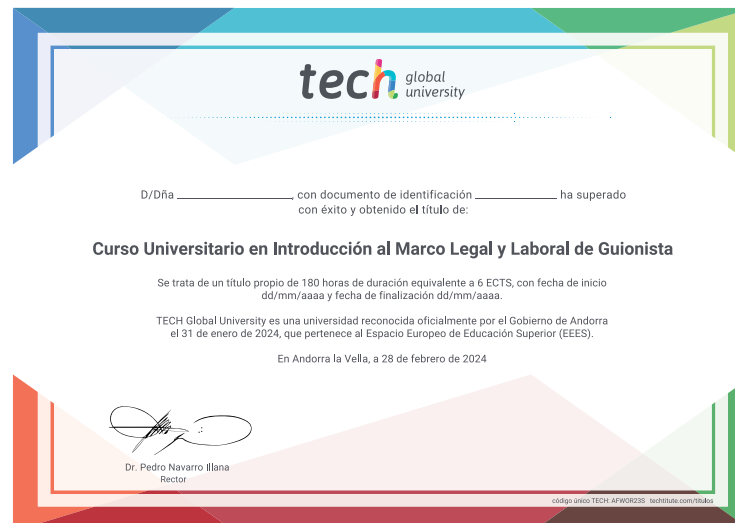 tech global university
D/Dña ____________________, con documento de identificación ______________ ha superado
con éxito y obtenido el título de:
Curso Universitario en Introducción al Marco Legal y Laboral de Guionista
Se trata de un título propio de 180 horas de duración equivalente a 6 ECTS, con fecha de inicio
dd/mm/aaaa y fecha de finalización dd/mm/aaaa.
TECH Global University es una universidad reconocida oficialmente por el Gobierno de Andorra
el 31 de enero de 2024, que pertenece al Espacio Europeo de Educación Superior (EEES).
En Andorra la Vella, a 28 de febrero de 2024
Dr. Pedro Navarro Illana
Rector
código único TECH: AFWOR23S techtitute.com/titulos